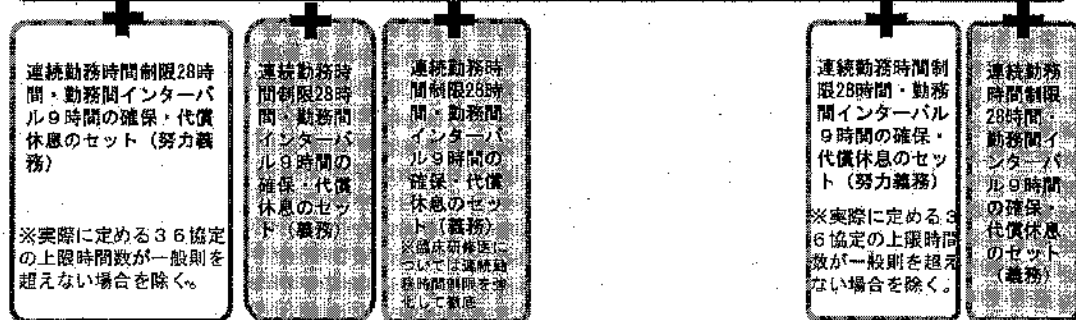 連続勤務時間制限28時
間・勤務間インターバ
ル9時間の確保・代償
休息のセット（努力義
務）
※実際に定める３６協定
の上限時間数が一般則を
超えない場合を除く。
連続勤務時
間制限28時
間・勤務間
インターバ
ル9時間の
確保・代償
休息のセッ
ト（義務）
連続勤務時
間制限28時
間・勤務間
インターバ
ル9時間の
確保・代償
休息のセッ
ト（義務）
※臨床研修医に
ついては連続勤
務時間制限を強
化して徹底
連続勤務時間制
限28時間・勤務
間インターバル
９時間の確保・
代償休息のセッ
ト（努力義務）
※実際に定める３
６協定の上限時間
数が一般則を超え
ない場合を除く。
連続勤務
時間制限
28時間・
勤務間イ
ンターバ
ル９時間
の確保・
代償休息
のセット
（義務）